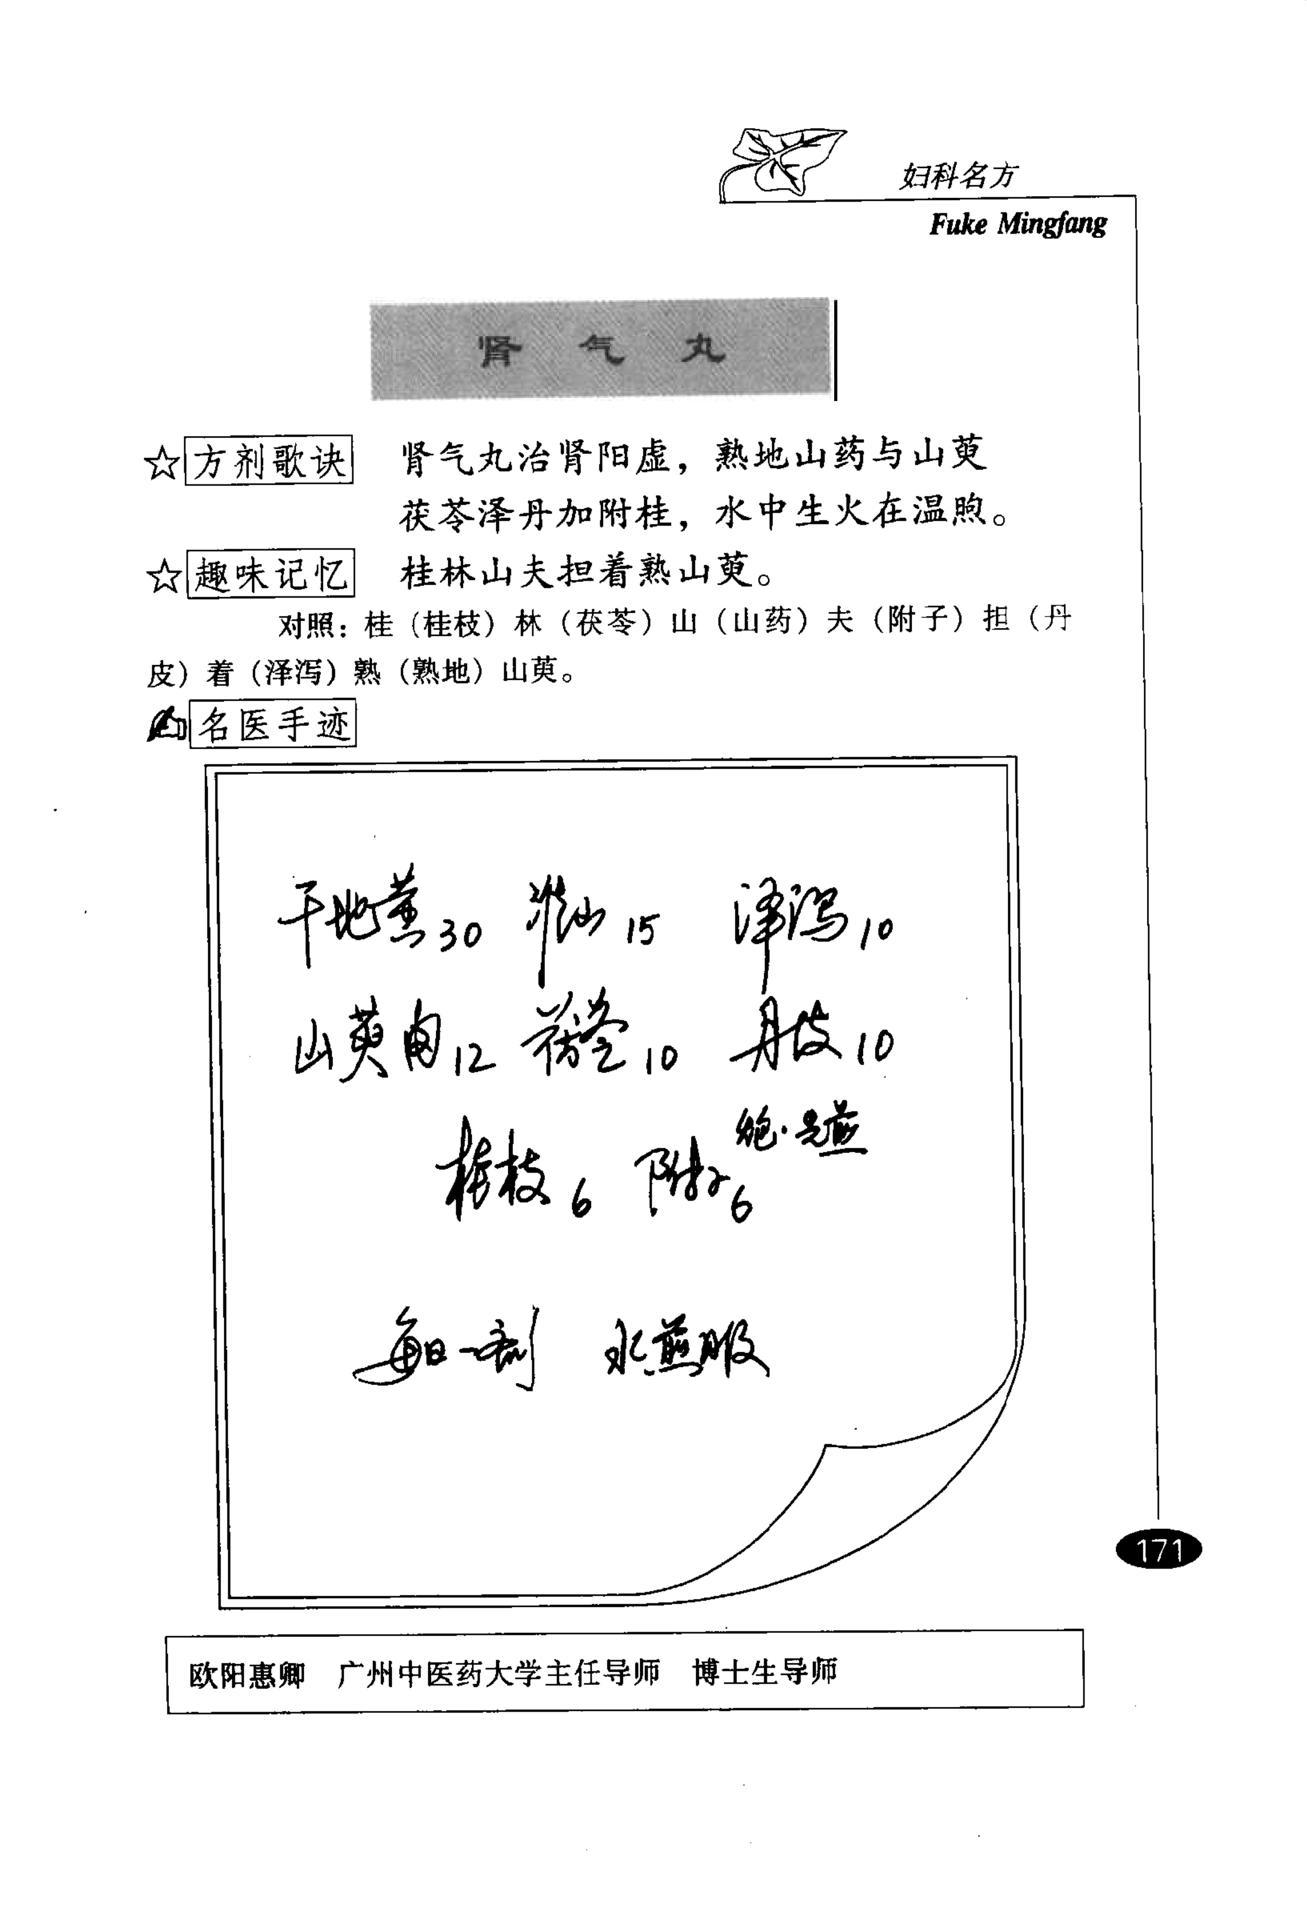 妇科名方
Fuke Mingfang
肾气丸
☆方剂歌诀 肾气丸治肾阳虚，熟地山药与山萸
茯苓泽丹加附桂，水中生火在温煦。
☆趣味记忆 桂林山夫担着熟山萸。
对照：桂（桂枝）林（茯苓）山（山药）夫（附子）担（丹
皮）着（泽泻）熟（熟地）山萸。
名医手迹
干地黄30 淮山15 泽泻10
山萸肉12 茯苓10 丹皮10
炮·先煎
桂枝6 附子6
每日一剂 水煎服
171
欧阳惠卿 广州中医药大学主任导师 博士生导师